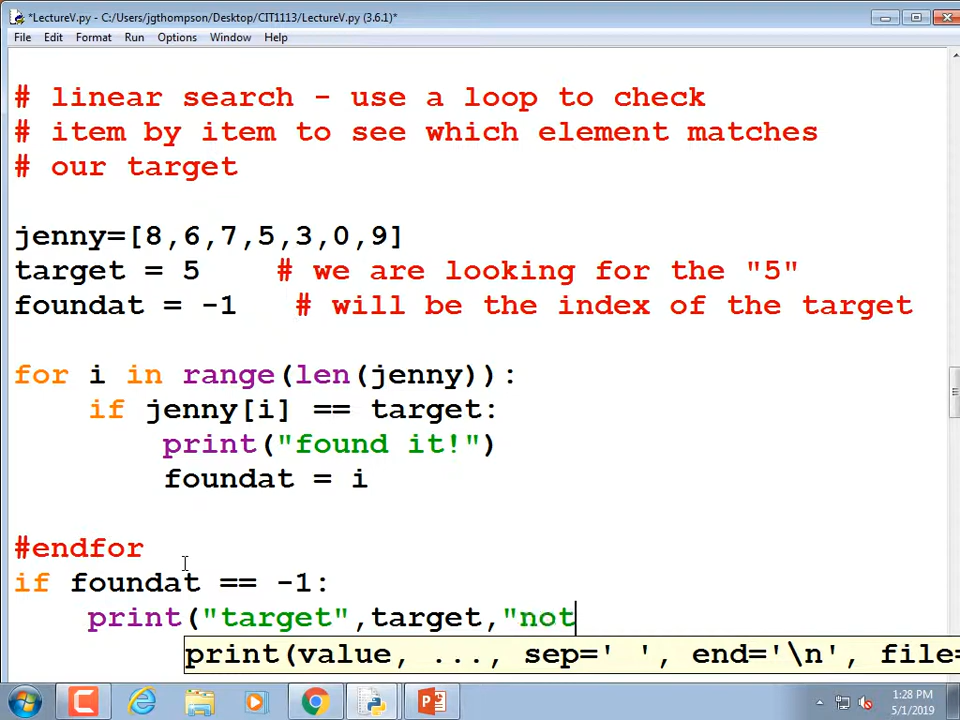 *LectureV.py - C:/Users/jgthompson/Desktop/CIT1113/LectureV.py (3.6.1)*
File Edit Format Run Options Window Help
# linear search - use a loop to check
# item by item to see which element matches
# our target
jenny=[8,6,7,5,3,0,9]
target = 5    # we are looking for the "5"
foundat = -1   # will be the index of the target
for i in range(len(jenny)):
    if jenny[i] == target:
        print("found it!")
        foundat = i
#endfor
if foundat == -1:
    print("target",target,"not
print(value, ..., sep=' ', end='\n', file=
1:28 PM
5/1/2019